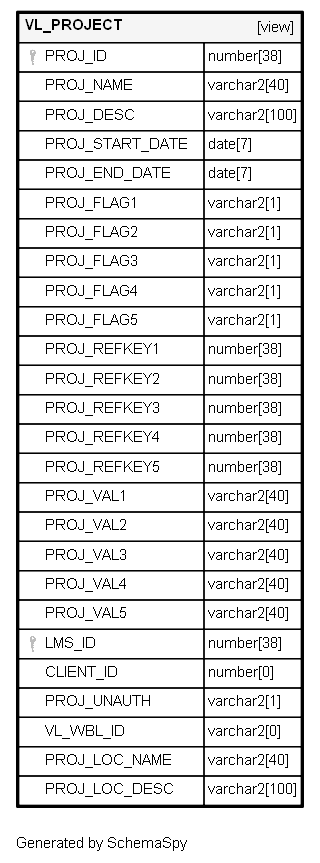 VL_PROJECT [view]
PROJ_ID number[38]
PROJ_NAME varchar2[40]
PROJ_DESC varchar2[100]
PROJ_START_DATE date[7]
PROJ_END_DATE date[7]
PROJ_FLAG1 varchar2[1]
PROJ_FLAG2 varchar2[1]
PROJ_FLAG3 varchar2[1]
PROJ_FLAG4 varchar2[1]
PROJ_FLAG5 varchar2[1]
PROJ_REFKEY1 number[38]
PROJ_REFKEY2 number[38]
PROJ_REFKEY3 number[38]
PROJ_REFKEY4 number[38]
PROJ_REFKEY5 number[38]
PROJ_VAL1 varchar2[40]
PROJ_VAL2 varchar2[40]
PROJ_VAL3 varchar2[40]
PROJ_VAL4 varchar2[40]
PROJ_VAL5 varchar2[40]
LMS_ID number[38]
CLIENT_ID number[0]
PROJ_UNAUTH varchar2[1]
VL_WBL_ID varchar2[0]
PROJ_LOC_NAME varchar2[40]
PROJ_LOC_DESC varchar2[100]
Generated by SchemaSpy